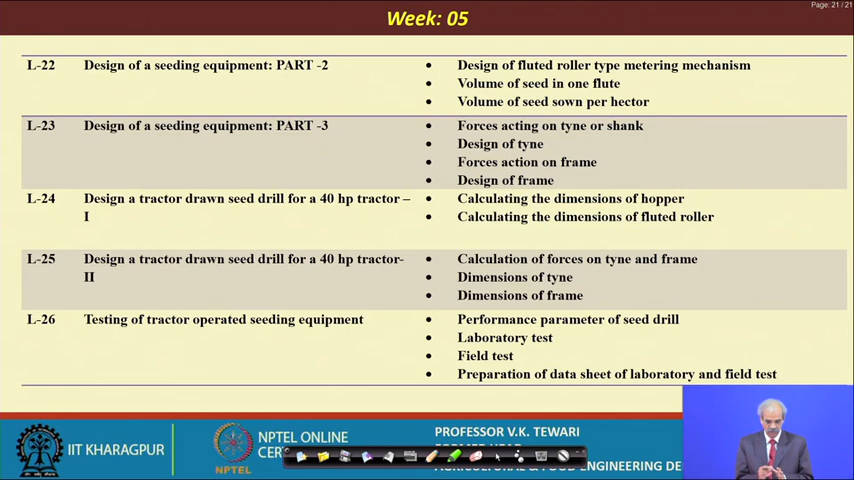 Page: 21 / 21
Week: 05
L-22 Design of a seeding equipment: PART -2
• Design of fluted roller type metering mechanism
• Volume of seed in one flute
• Volume of seed sown per hector
L-23 Design of a seeding equipment: PART -3
• Forces acting on tyne or shank
• Design of tyne
• Forces action on frame
• Design of frame
L-24 Design a tractor drawn seed drill for a 40 hp tractor –
I
• Calculating the dimensions of hopper
• Calculating the dimensions of fluted roller
L-25 Design a tractor drawn seed drill for a 40 hp tractor-
II
• Calculation of forces on tyne and frame
• Dimensions of tyne
• Dimensions of frame
L-26 Testing of tractor operated seeding equipment
• Performance parameter of seed drill
• Laboratory test
• Field test
• Preparation of data sheet of laboratory and field test
IIT KHARAGPUR
NPTEL
NPTEL ONLINE
PROFESSOR V.K. TEWARI
& FOOD ENGINEERING DE